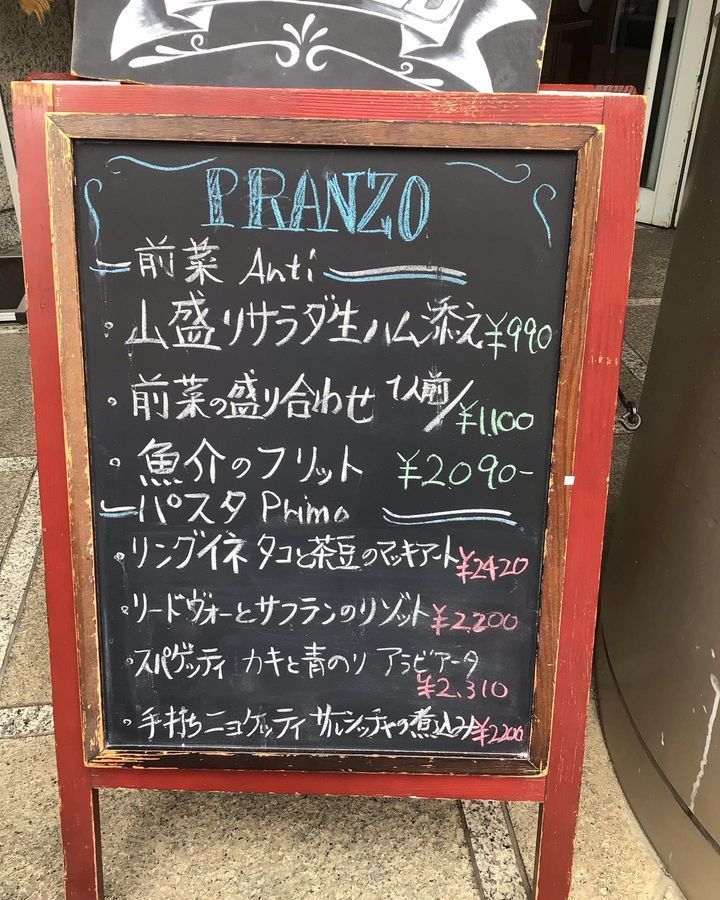 PRANZO
前菜 Anti
山盛りサラダ生ハム添え ¥990
前菜の盛り合わせ 1人前/¥1,100
魚介のフリット ¥2.090-
パスタ Primo
リングイネ タコと茶豆のマッキアート ¥2420
リードヴォーとサフランのリゾット ¥2.200
スパゲッティ カキと青のり アラビアータ
¥2.310
手打ちニョケッティ サルシッチャの煮込み ¥2200